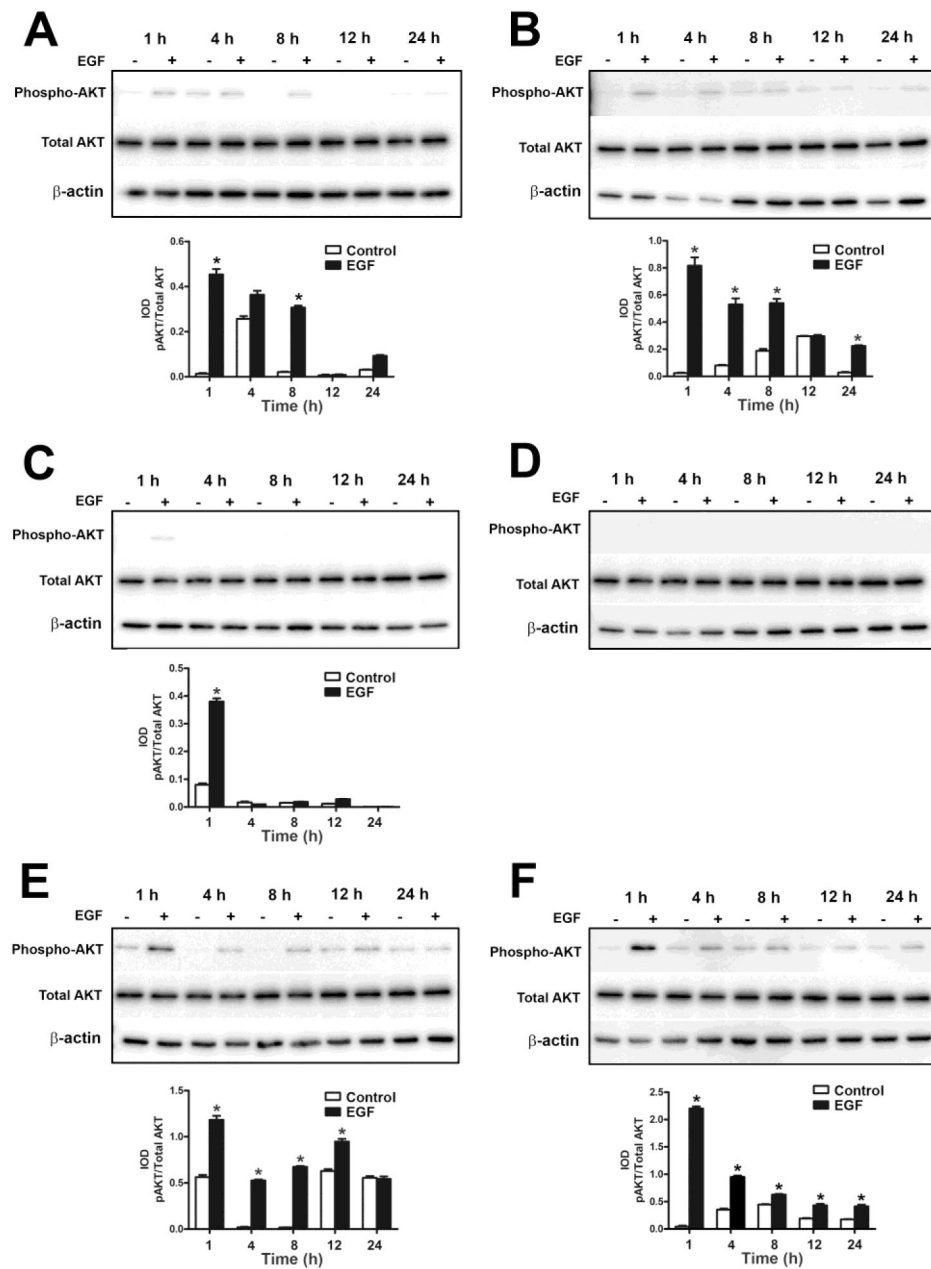 A
1 h 4 h 8 h 12 h 24 h
EGF - + - + - + - + - +
Phospho-AKT
Total AKT
β-actin
0.6
0.4
0.2
0.0
IOD
pAKT/Total AKT
* *
Control
EGF
1 4 8 12 24
Time (h)
B
1 h 4 h 8 h 12 h 24 h
EGF - + - + - + - + - +
Phospho-AKT
Total AKT
β-actin
1.0
0.8
0.6
0.4
0.2
0.0
IOD
pAKT/Total AKT
* * * *
Control
EGF
1 4 8 12 24
Time (h)
C
1 h 4 h 8 h 12 h 24 h
EGF - + - + - + - + - +
Phospho-AKT
Total AKT
β-actin
0.5
0.4
0.3
0.2
0.1
0.0
IOD
pAKT/Total AKT
*
Control
EGF
1 4 8 12 24
Time (h)
D
1 h 4 h 8 h 12 h 24 h
EGF - + - + - + - + - +
Phospho-AKT
Total AKT
β-actin
E
1 h 4 h 8 h 12 h 24 h
EGF - + - + - + - + - +
Phospho-AKT
Total AKT
β-actin
1.5
1.0
0.5
0.0
IOD
pAKT/Total AKT
* * * *
Control
EGF
1 4 8 12 24
Time (h)
F
1 h 4 h 8 h 12 h 24 h
EGF - + - + - + - + - +
Phospho-AKT
Total AKT
β-actin
2.5
2.0
1.5
1.0
0.5
0.0
IOD
pAKT/Total AKT
* * * * *
Control
EGF
1 4 8 12 24
Time (h)